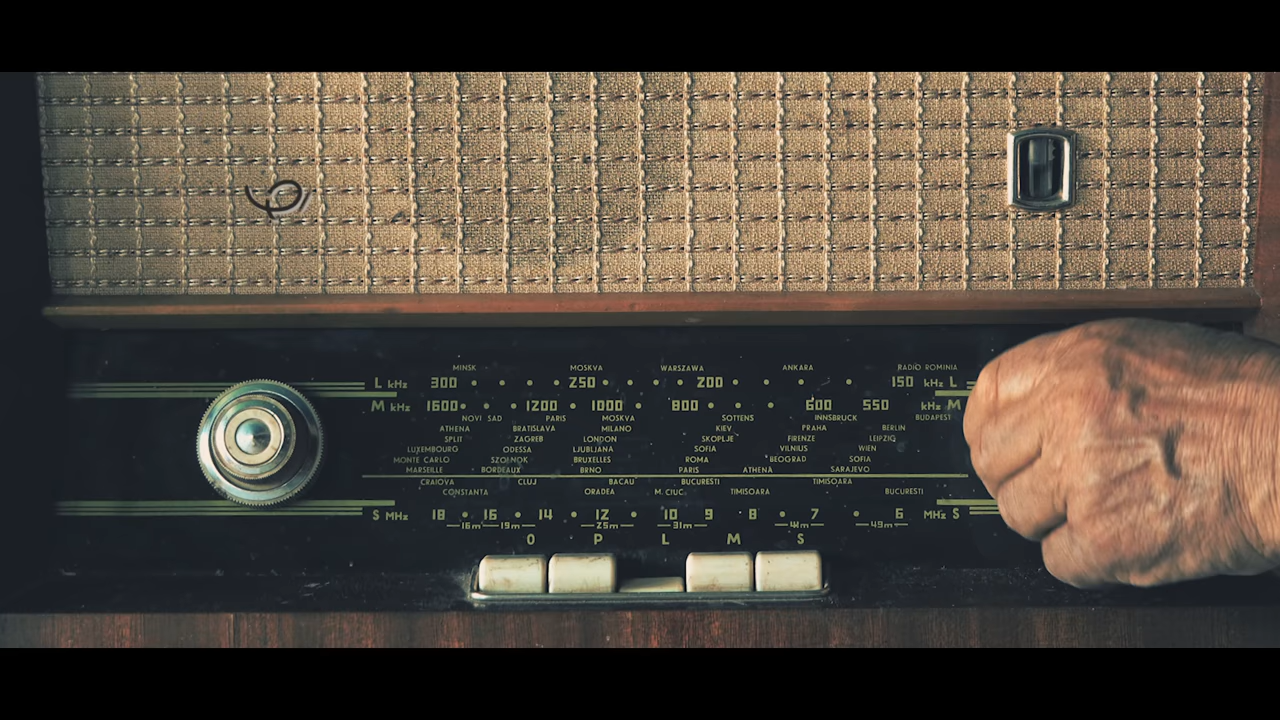 MINSK MOSKVA WARSZAWA ANKARA RADIO ROMINIA
L kHz 300 250 200 150 kHz L
M kHz 1600 1200 1000 800 600 550 kHz M
NOVI SAD PARIS MOSKVA SOTTENS INNSBRUCK BUDAPEST
ATHENA BRATISLAVA MILANO KIEV PRAHA BERLIN
SPLIT ZAGREB LONDON SKOPLJE FIRENZE LEIPZIG
LUXEMBOURG ODESSA LJUBLJANA SOFIA VILNIUS WIEN
MONTE CARLO SZOLNOK BRUXELLES ROMA BEOGRAD SOFIA
MARSEILLE BORDEAUX BRNO PARIS ATHENA SARAJEVO
CRAIOVA CLUJ BACAU BUCURESTI TIMISOARA
CONSTANTA ORADEA M. CIUC TIMISOARA BUCURESTI
S MHz 18 16 14 12 10 9 8 7 6 MHz S
16m 19m 25m 31m 41m 49m
O P L M S